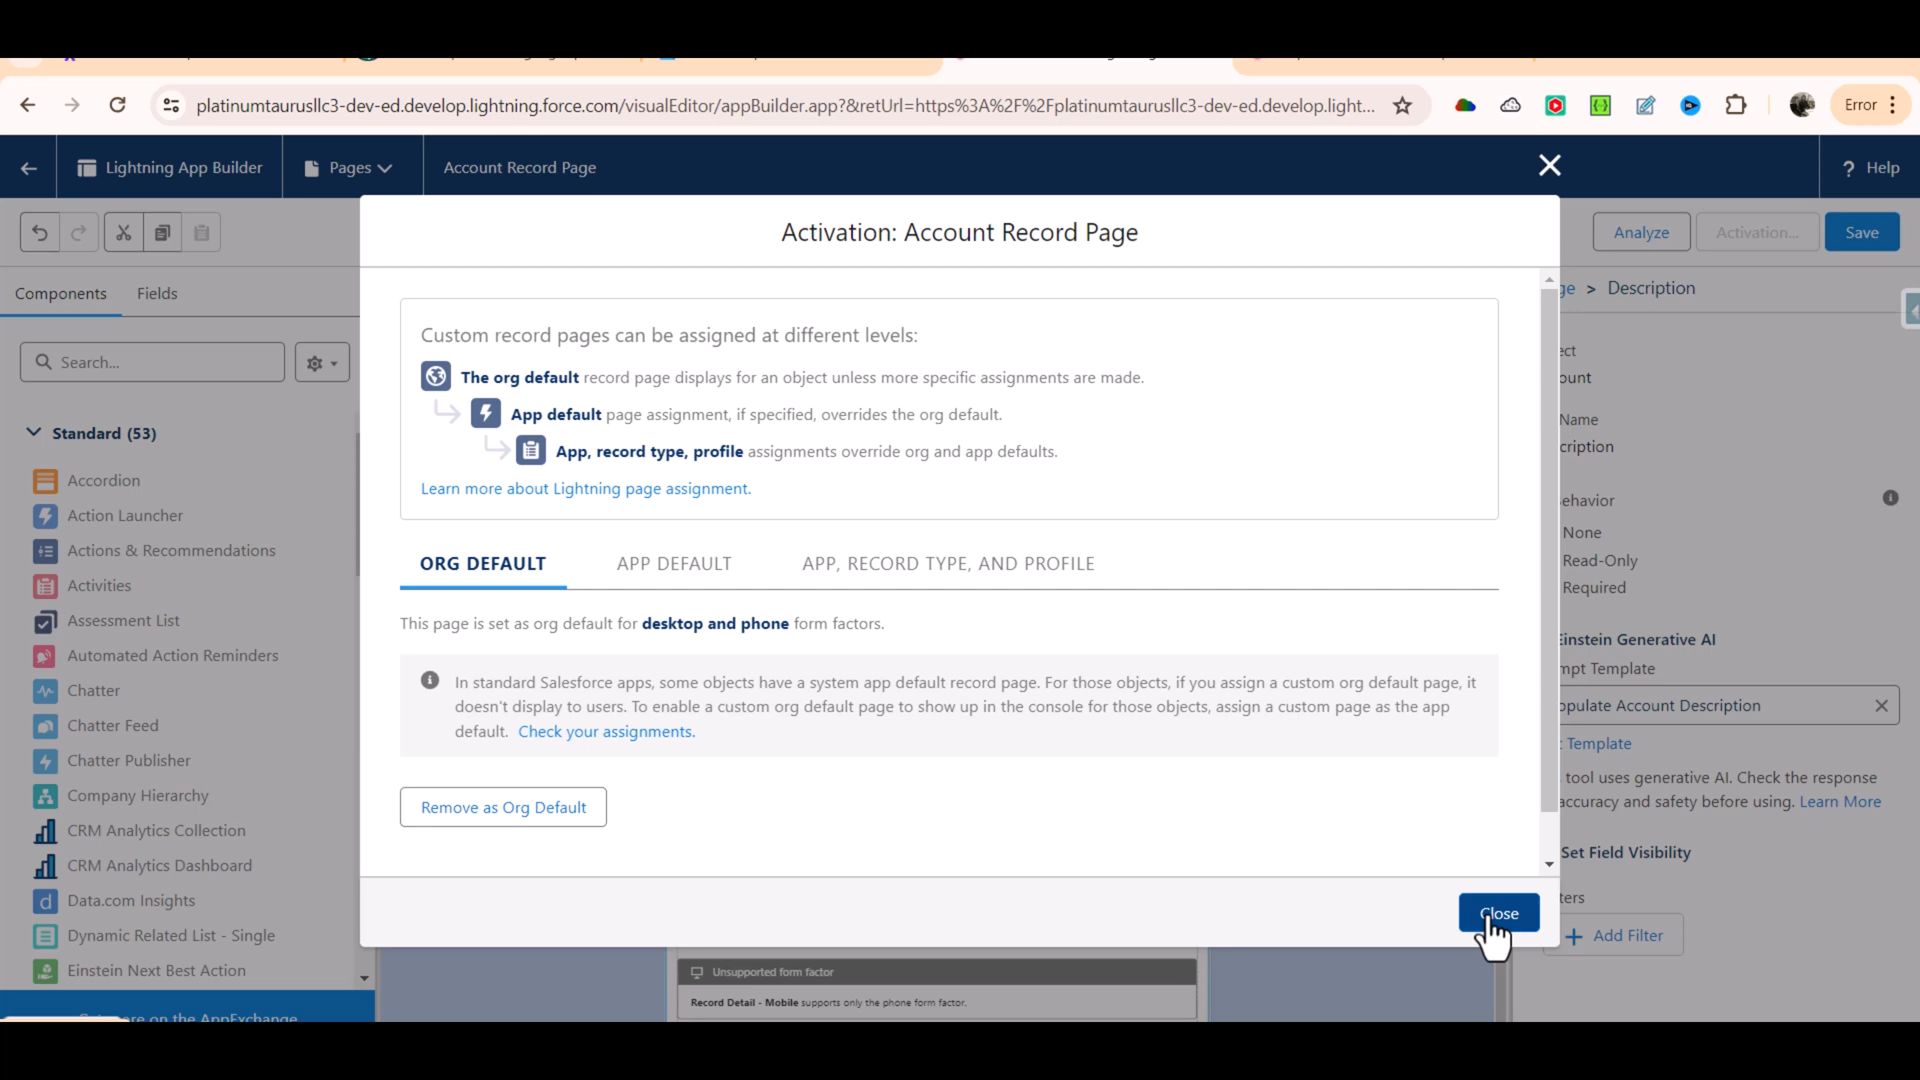 platinumtaurusllc3-dev-ed.develop.lightning.force.com/visualEditor/appBuilder.app?&retUrl=https%3A%2F%2Fplatinumtaurusllc3-dev-ed.develop.light...
Error
Lightning App Builder
Pages
Account Record Page
? Help
Activation: Account Record Page
Analyze
Activation...
Save
Components
Fields
> Description
Custom record pages can be assigned at different levels:
The org default record page displays for an object unless more specific assignments are made.
App default page assignment, if specified, overrides the org default.
App, record type, profile assignments override org and app defaults.
Learn more about Lightning page assignment.
Search...
Standard (53)
Accordion
Action Launcher
Actions & Recommendations
Activities
Assessment List
Automated Action Reminders
Chatter
Chatter Feed
Chatter Publisher
Company Hierarchy
CRM Analytics Collection
CRM Analytics Dashboard
Data.com Insights
Dynamic Related List - Single
Einstein Next Best Action
on the AppExchange
ORG DEFAULT
APP DEFAULT
APP, RECORD TYPE, AND PROFILE
This page is set as org default for desktop and phone form factors.
In standard Salesforce apps, some objects have a system app default record page. For those objects, if you assign a custom org default page, it
doesn't display to users. To enable a custom org default page to show up in the console for those objects, assign a custom page as the app
default. Check your assignments.
Remove as Org Default
Close
Unsupported form factor
Record Detail - Mobile supports only the phone form factor.
Name
None
Read-Only
Required
Einstein Generative AI
Template
Account Description
Template
tool uses generative AI. Check the response
accuracy and safety before using. Learn More
Set Field Visibility
Add Filter